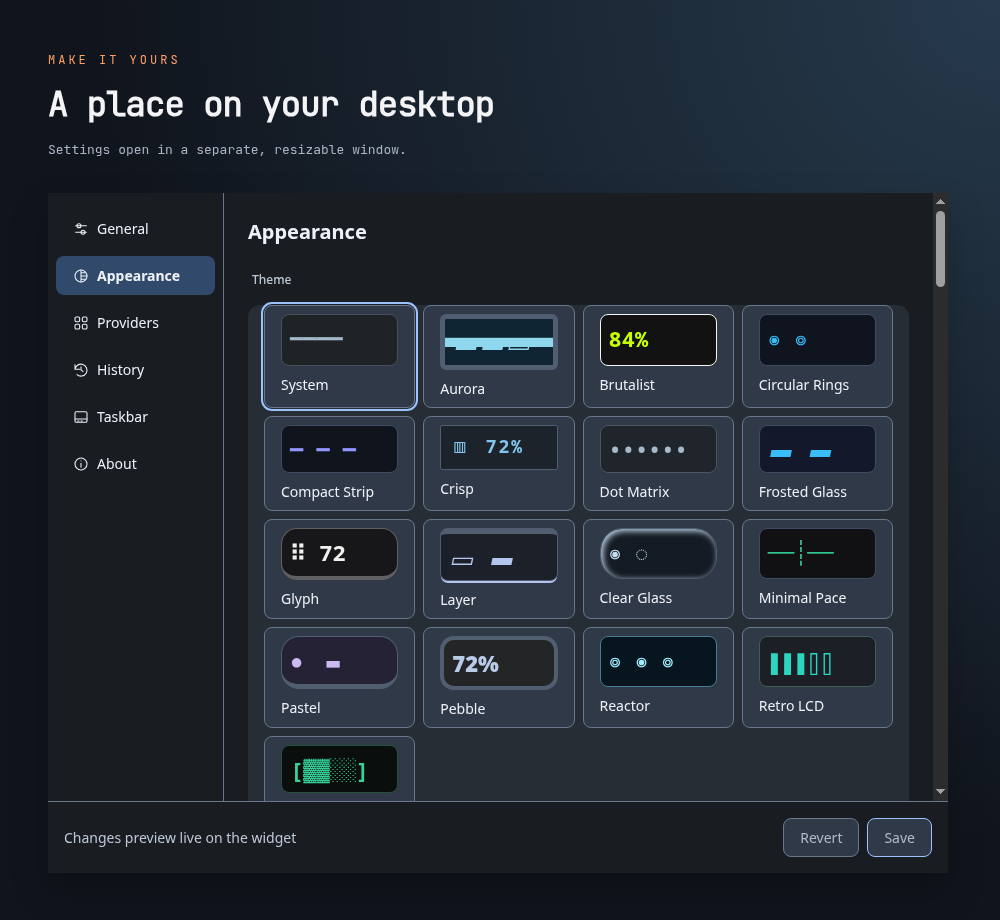 MAKE IT YOURS
A place on your desktop
Settings open in a separate, resizable window.
General
Appearance
Providers
History
Taskbar
About
Appearance
Theme
System
Aurora
84%
Brutalist
Circular Rings
Compact Strip
72%
Crisp
Dot Matrix
Frosted Glass
72
Glyph
Layer
Clear Glass
Minimal Pace
Pastel
72%
Pebble
Reactor
Retro LCD
[▓▓░░]
Changes preview live on the widget
Revert
Save